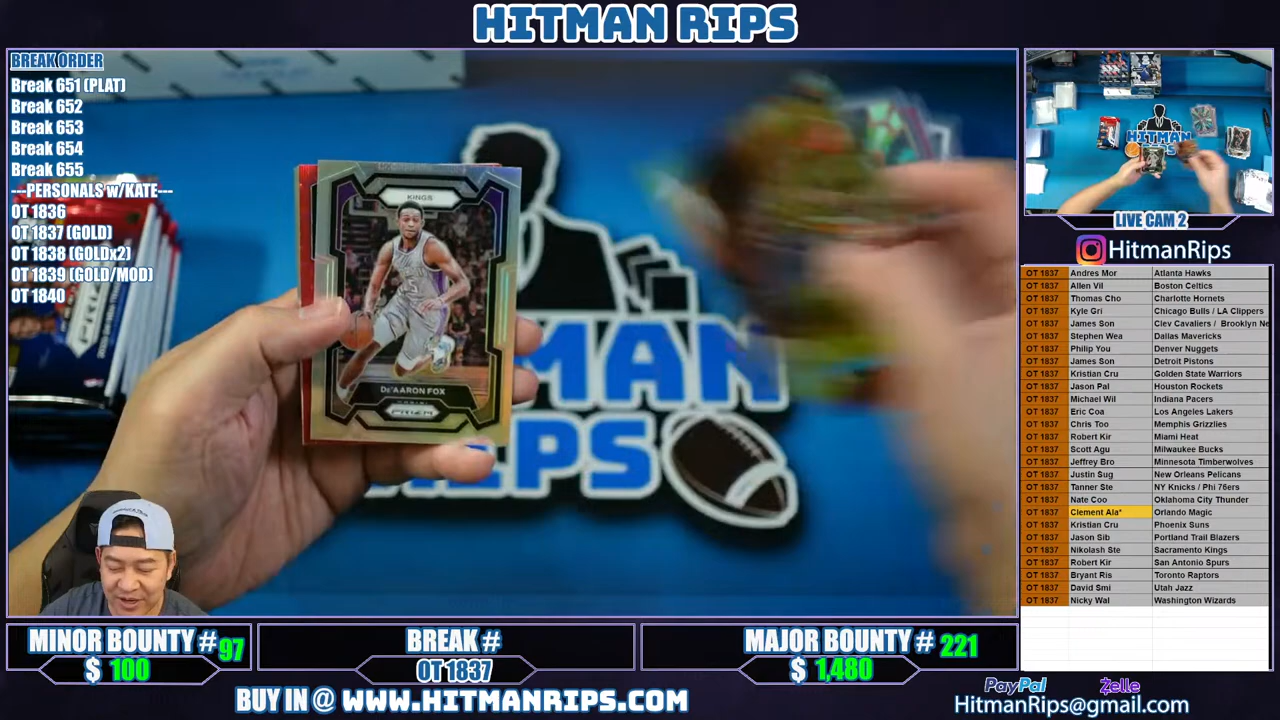 HITMAN RIPS
BREAK ORDER
Break 651 (PLAT)
Break 652
Break 653
Break 654
Break 655
---PERSONALS w/KATE---
OT 1836
OT 1837 (GOLD)
OT 1838 (GOLDx2)
OT 1839 (GOLD/MOD)
OT 1840
KINGS
DE'AARON FOX
PANINI
PRIZM
MAN
RIPS
HITMAN
LIVE CAM 2
HitmanRips
OT 1837 Andres Mor Atlanta Hawks
OT 1837 Allen Vil Boston Celtics
OT 1837 Thomas Cho Charlotte Hornets
OT 1837 Kyle Gri Chicago Bulls / LA Clippers
OT 1837 James Son Clev Cavaliers / Brooklyn Ne
OT 1837 Stephen Wea Dallas Mavericks
OT 1837 Philip You Denver Nuggets
OT 1837 James Son Detroit Pistons
OT 1837 Kristian Cru Golden State Warriors
OT 1837 Jason Pal Houston Rockets
OT 1837 Michael Wil Indiana Pacers
OT 1837 Eric Coa Los Angeles Lakers
OT 1837 Chris Too Memphis Grizzlies
OT 1837 Robert Kir Miami Heat
OT 1837 Scott Agu Milwaukee Bucks
OT 1837 Jeffrey Bro Minnesota Timberwolves
OT 1837 Justin Sug New Orleans Pelicans
OT 1837 Tanner Ste NY Knicks / Phi 76ers
OT 1837 Nate Coo Oklahoma City Thunder
OT 1837 Clement Ala* Orlando Magic
OT 1837 Kristian Cru Phoenix Suns
OT 1837 Jason Sib Portland Trail Blazers
OT 1837 Nikolash Ste Sacramento Kings
OT 1837 Robert Kir San Antonio Spurs
OT 1837 Bryant Ris Toronto Raptors
OT 1837 David Smi Utah Jazz
OT 1837 Nicky Wal Washington Wizards
MINOR BOUNTY # 97
$ 100
BREAK #
OT 1837
MAJOR BOUNTY # 221
$ 1,480
BUY IN @ WWW.HITMANRIPS.COM
PayPal Zelle
HitmanRips@gmail.com